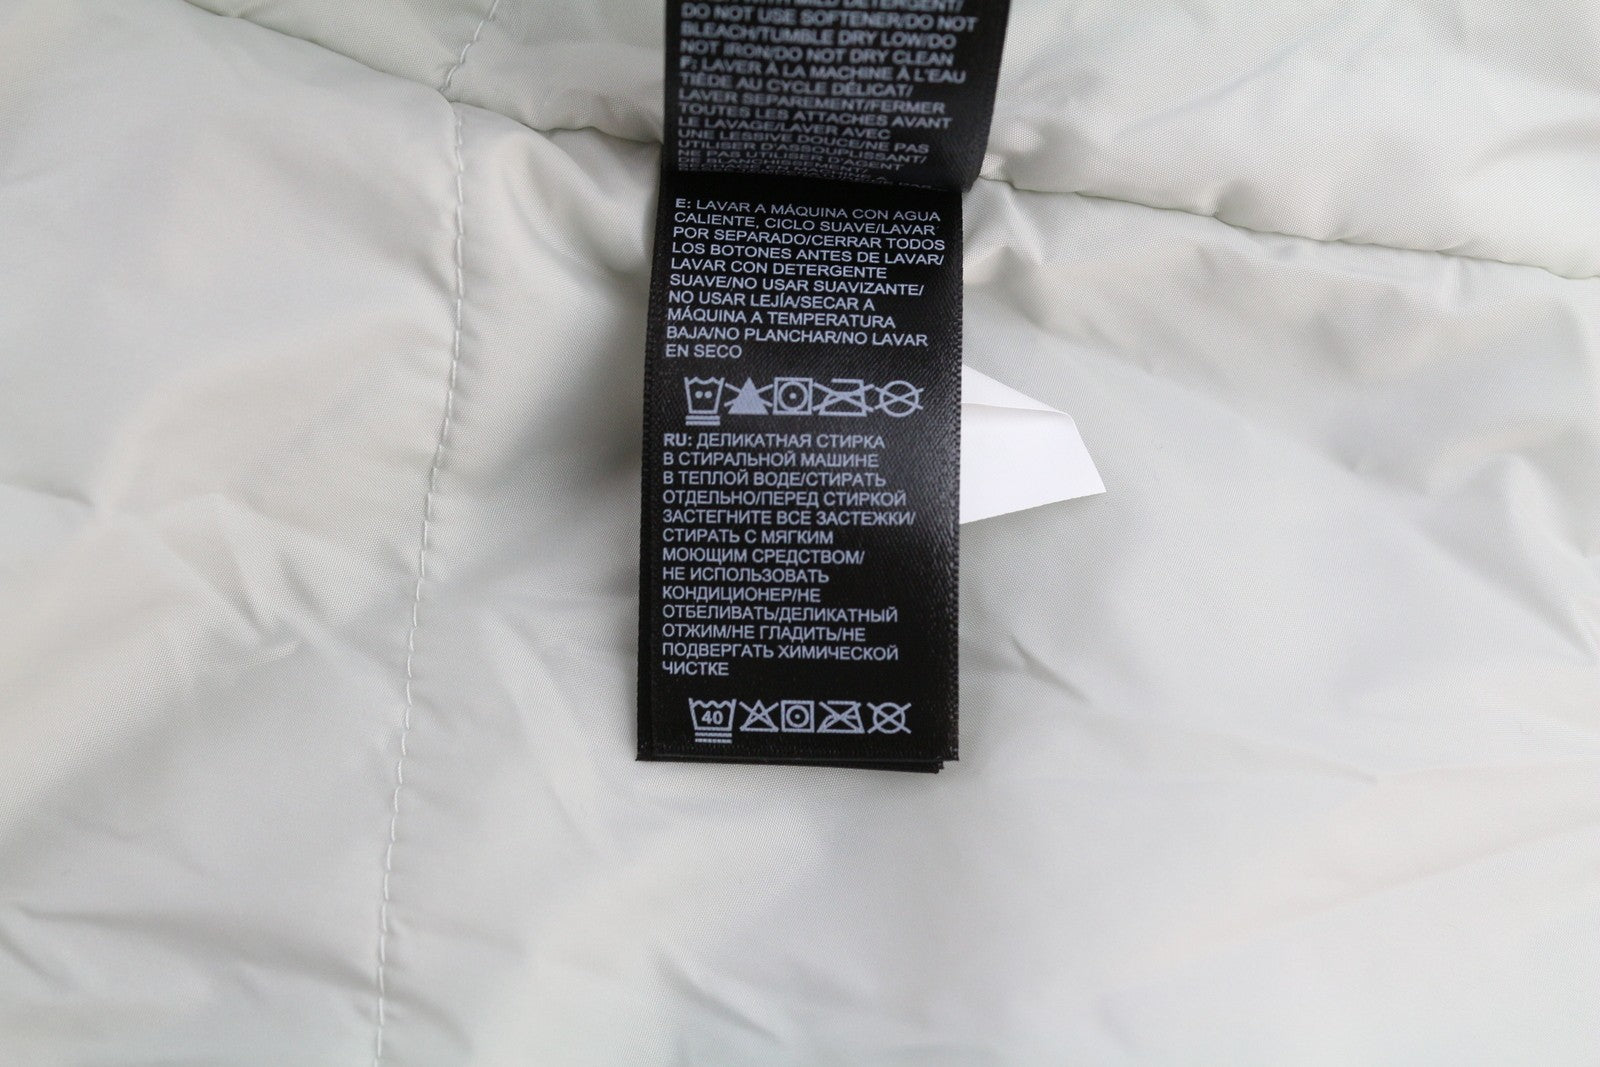 WITH MILD DETERGENT/
DO NOT USE SOFTENER/DO NOT
BLEACH/TUMBLE DRY LOW/DO
NOT IRON/DO NOT DRY CLEAN
F: LAVER À LA MACHINE À L'EAU
TIÈDE AU CYCLE DÉLICAT/
LAVER SEPAREMENT/FERMER
TOUTES LES ATTACHES AVANT
LE LAVAGE/LAVER AVEC
UNE LESSIVE DOUCE/NE PAS
UTILISER D'ASSOUPLISSANT/
NE PAS UTILISER D'AGENT
DE BLANCHISSEMENT/
E: LAVAR A MÁQUINA CON AGUA
CALIENTE, CICLO SUAVE/LAVAR
POR SEPARADO/CERRAR TODOS
LOS BOTONES ANTES DE LAVAR/
LAVAR CON DETERGENTE
SUAVE/NO USAR SUAVIZANTE/
NO USAR LEJÍA/SECAR A
MÁQUINA A TEMPERATURA
BAJA/NO PLANCHAR/NO LAVAR
EN SECO
RU: ДЕЛИКАТНАЯ СТИРКА
В СТИРАЛЬНОЙ МАШИНЕ
В ТЕПЛОЙ ВОДЕ/СТИРАТЬ
ОТДЕЛЬНО/ПЕРЕД СТИРКОЙ
ЗАСТЕГНИТЕ ВСЕ ЗАСТЕЖКИ/
СТИРАТЬ С МЯГКИМ
МОЮЩИМ СРЕДСТВОМ/
НЕ ИСПОЛЬЗОВАТЬ
КОНДИЦИОНЕР/НЕ
ОТБЕЛИВАТЬ/ДЕЛИКАТНЫЙ
ОТЖИМ/НЕ ГЛАДИТЬ/НЕ
ПОДВЕРГАТЬ ХИМИЧЕСКОЙ
ЧИСТКЕ
40